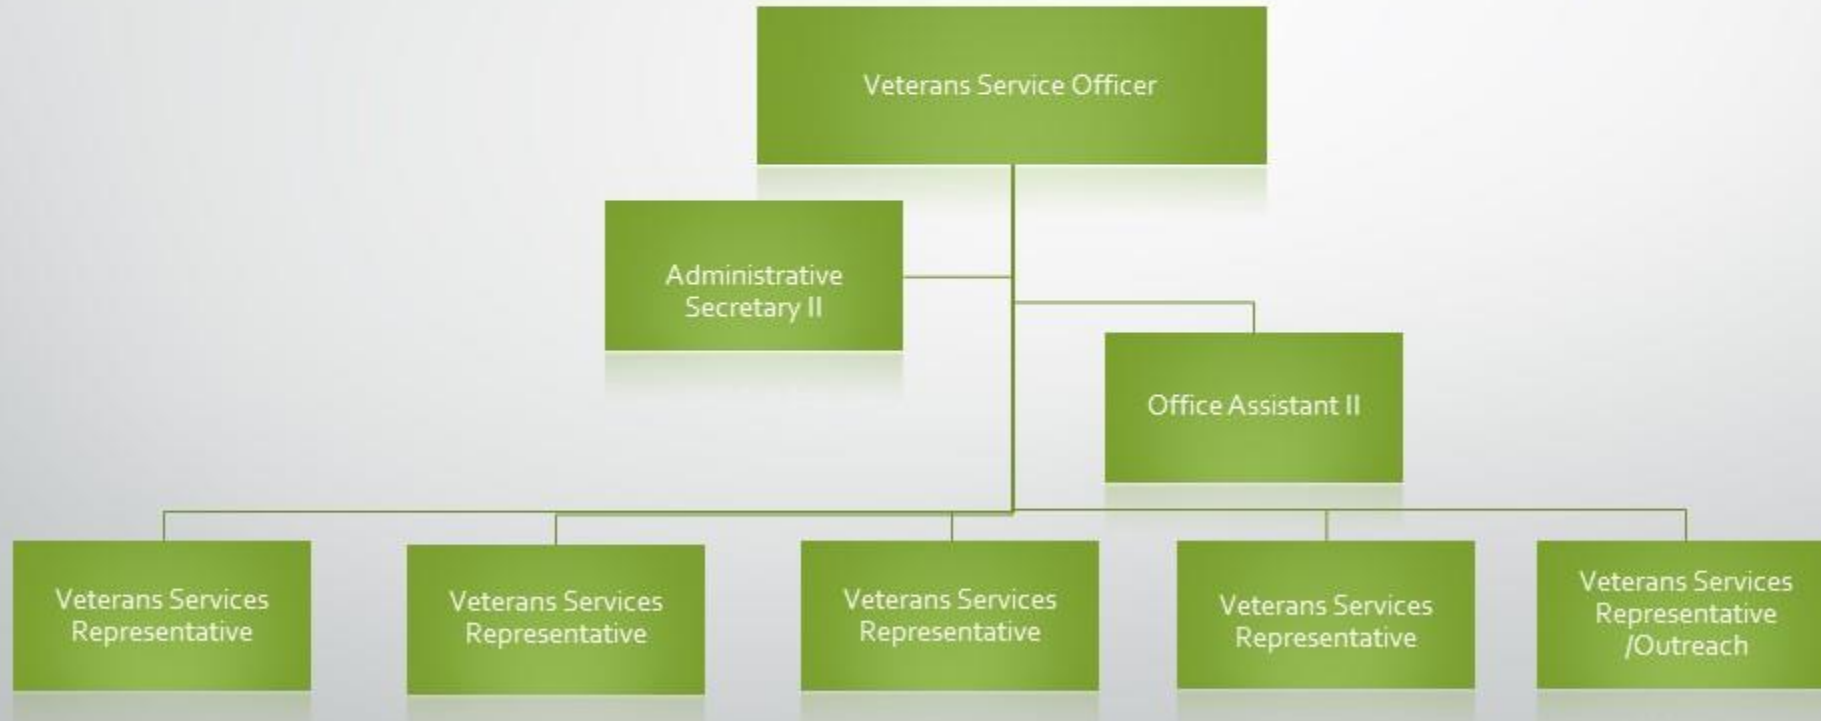 Veterans Service Officer
Administrative
Secretary II
Office Assistant II
Veterans Services
Representative
Veterans Services
Representative
Veterans Services
Representative
Veterans Services
Representative
Veterans Services
Representative
/Outreach